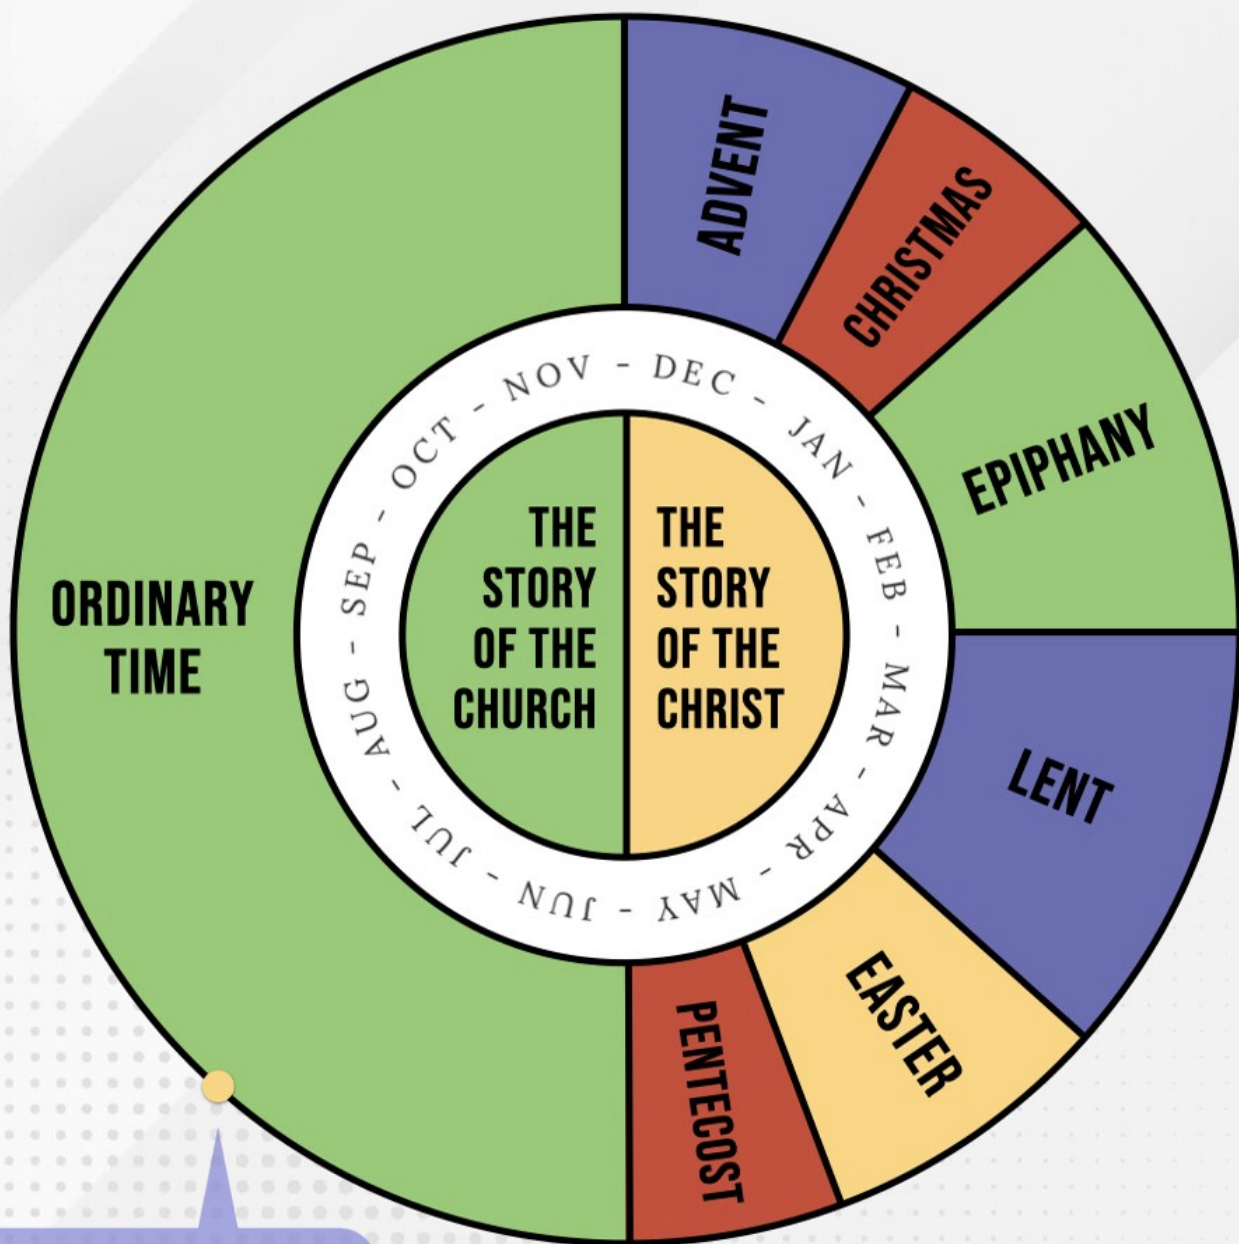 ADVENT
CHRISTMAS
EPIPHANY
LENT
EASTER
PENTECOST
ORDINARY
TIME
DEC - JAN - FEB - MAR - APR - MAY - JUN - JUL - AUG - SEP - OCT - NOV -
THE
STORY
OF THE
CHURCH
THE
STORY
OF THE
CHRIST